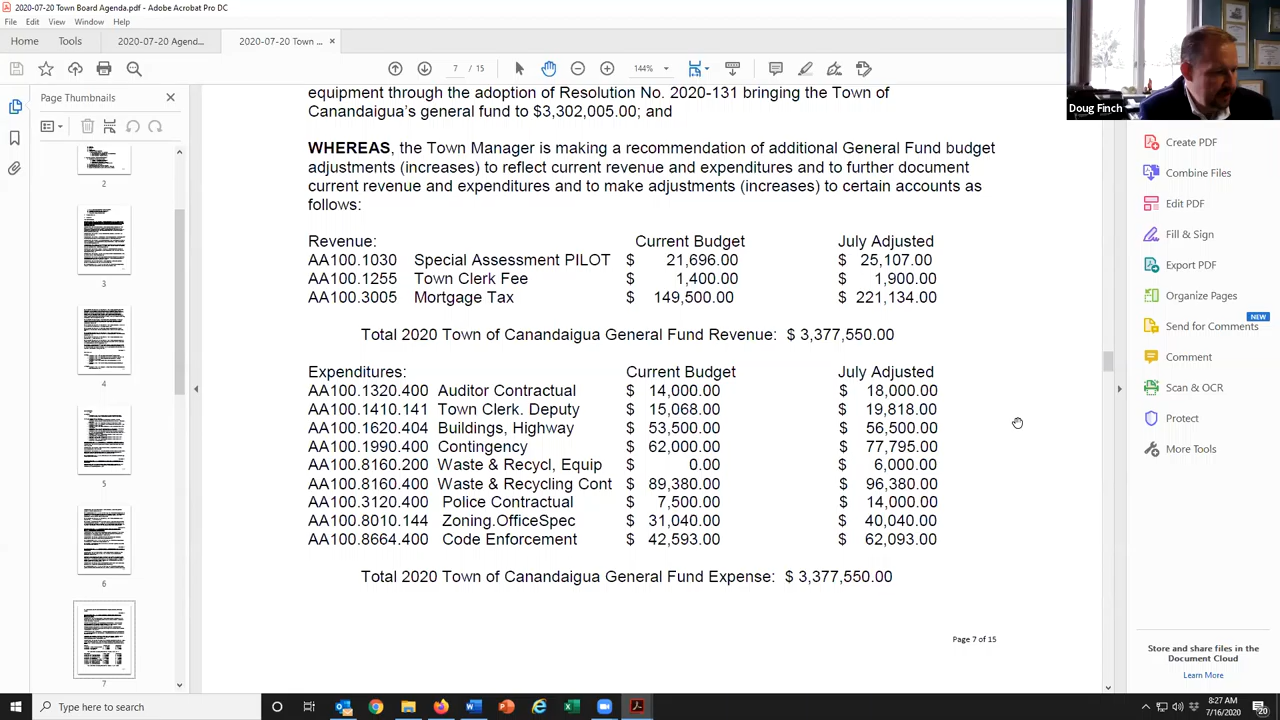 2020-07-20 Town Board Agenda.pdf - Adobe Acrobat Pro DC
File Edit View Window Help
Home Tools 2020-07-20 Agend... 2020-07-20 Town ... ×
7 / 15 144%
Doug Finch
Page Thumbnails
2
3
4
5
6
7
equipment through the adoption of Resolution No. 2020-131 bringing the Town of
Canandaigua general fund to $3,302,005.00; and
WHEREAS, the Town Manager is making a recommendation of additional General Fund budget
adjustments (increases) to reflect current revenue and expenditures and to further document
current revenue and expenditures and to make adjustments (increases) to certain accounts as
follows:
Revenue: Current Budget July Adjusted
AA100.1030 Special Assessment PILOT $ 21,696.00 $ 25,107.00
AA100.1255 Town Clerk Fee 1,400.00 $ 1,900.00
AA100.3005 Mortgage Tax $ 149,500.00 $ 221,134.00
Total 2020 Town of Canandaigua General Fund Revenue: $ 3,377,550.00
Expenditures: Current Budget July Adjusted
AA100.1320.400 Auditor Contractual $ 14,000.00 $ 18,000.00
AA100.1410.141 Town Clerk. Deputy $ 15,068.00 $ 19,818.00
AA100.1620.404 Buildings, Highway $ 53,500.00 $ 56,500.00
AA100.1990.400 Contingency $ 62,000.00 $ 77,795.00
AA100.8160.200 Waste & Recycl, Equip $ 0.00 $ 6,000.00
AA100.8160.400 Waste & Recycling Cont $ 89,380.00 $ 96,380.00
AA100.3120.400 Police Contractual $ 7,500.00 $ 14,000.00
AA100.8010.144 Zoning.OfficeSpec $ 31,040.00 $ 40,040.00
AA100.8664.400 Code Enforcement $ 42,593.00 $ 62,093.00
Total 2020 Town of Canandaigua General Fund Expense: $ 3,377,550.00
Page 7 of 15
Create PDF
Combine Files
Edit PDF
Fill & Sign
Export PDF
Organize Pages
NEW
Send for Comments
Comment
Scan & OCR
Protect
More Tools
Store and share files in the
Document Cloud
Learn More
Type here to search
8:27 AM
7/16/2020
20